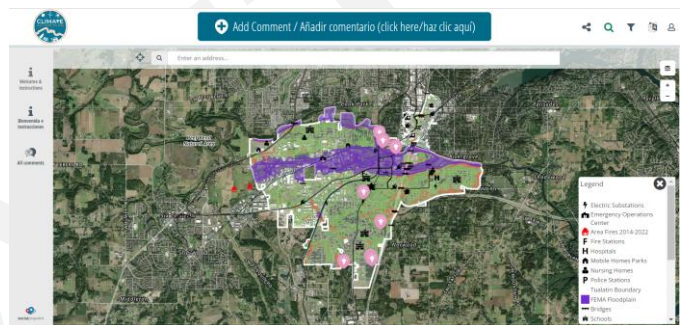 CLIMATE
Add Comment / Añadir comentario (click here/haz clic aquí)
Enter an address...
Welcome &
Instructions
Bienvenida e
instrucciones
All comments
Legend
Electric Substations
Emergency Operations
Center
Area Fires 2014-2022
Fire Stations
Hospitals
Mobile Homes Parks
Nursing Homes
Police Stations
Tualatin Boundary
FEMA Floodplain
Bridges
Schools